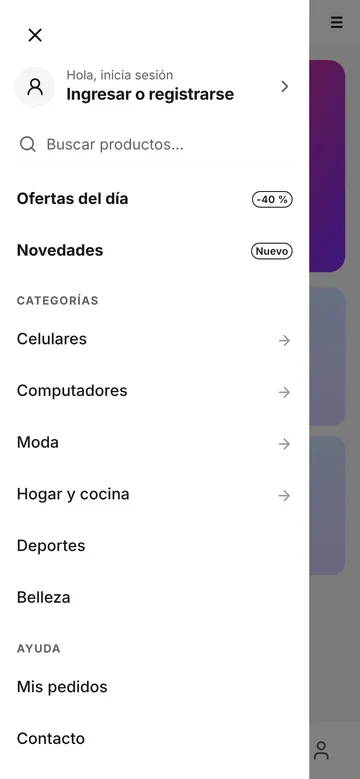 Hola, inicia sesión
Ingresar o registrarse
Buscar productos...
Ofertas del día -40 %
Novedades Nuevo
CATEGORÍAS
Celulares
Computadores
Moda
Hogar y cocina
Deportes
Belleza
AYUDA
Mis pedidos
Contacto